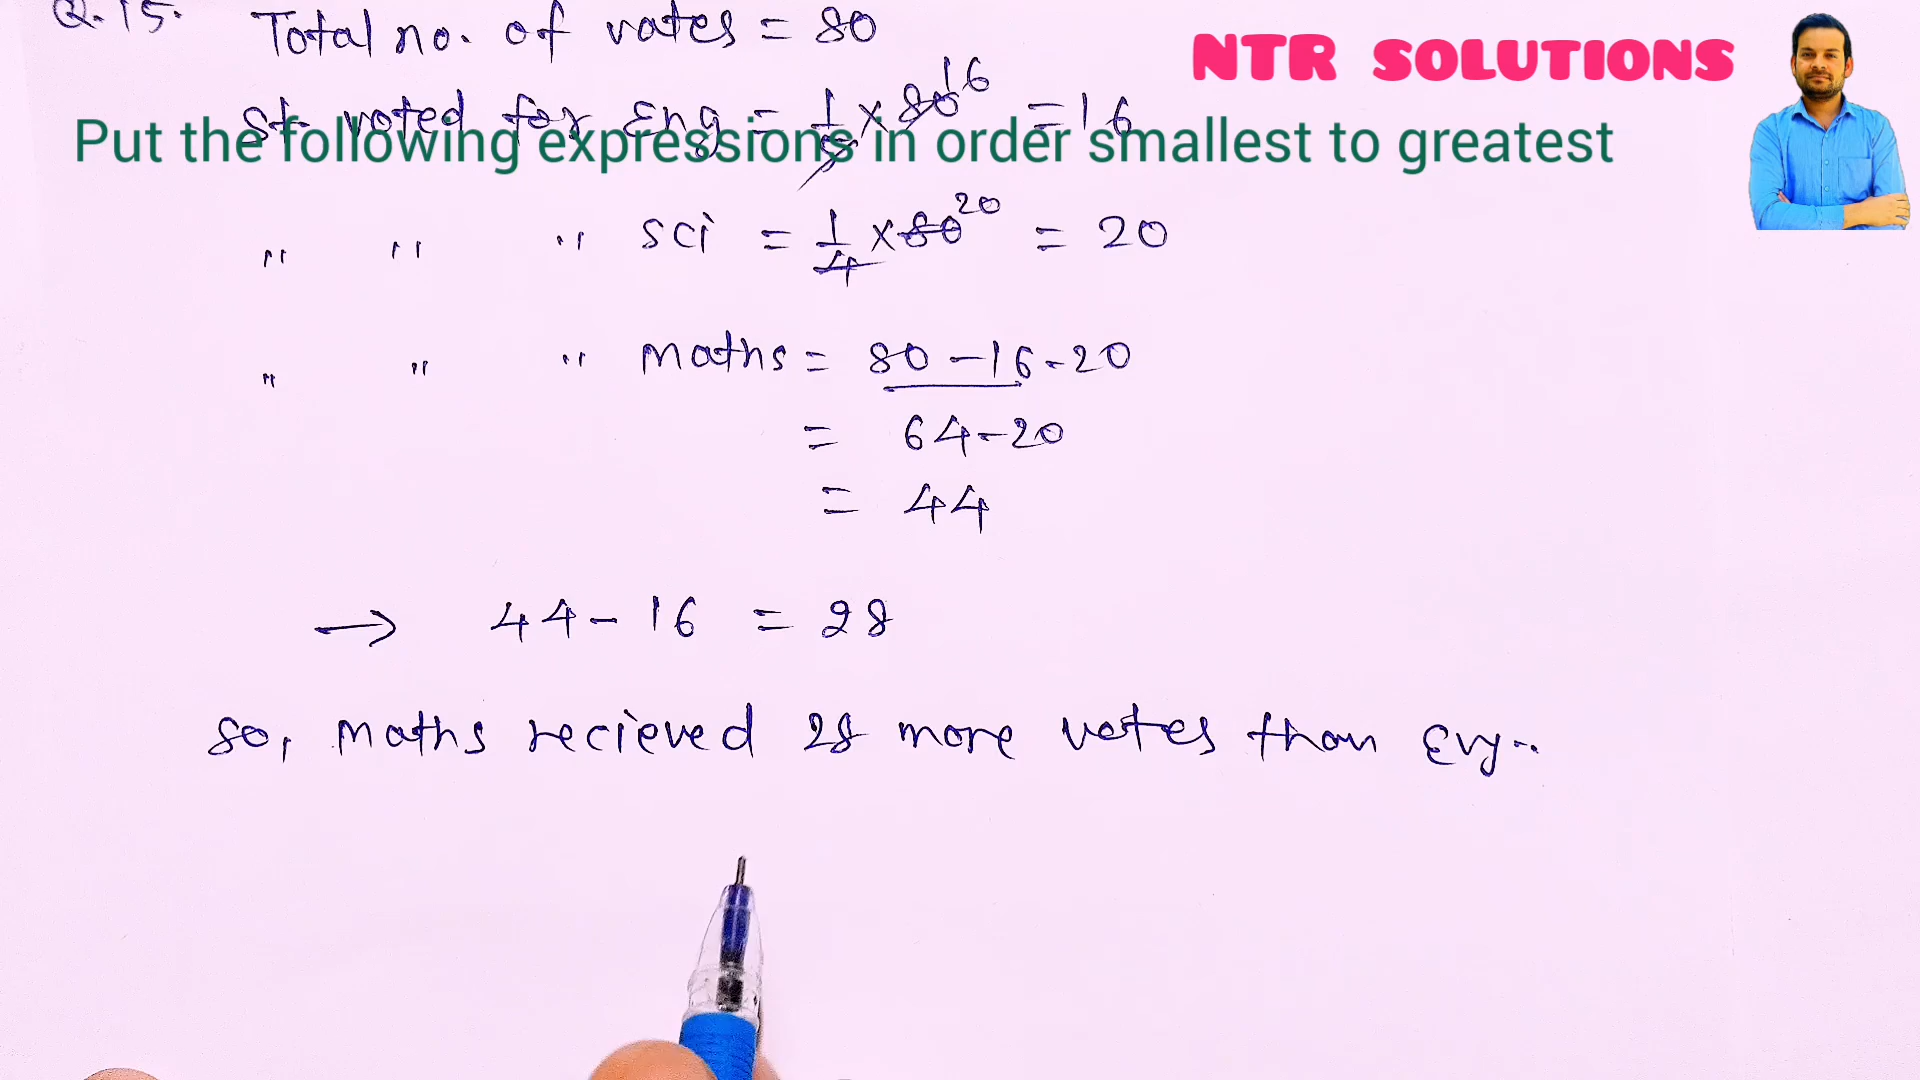 Q.15. Total no. of votes = 80
NTR SOLUTIONS
St. voted for Eng = 1/5 × 80 16 = 16
Put the following expressions in order smallest to greatest
" " " sci = 1/4 × 80 20 = 20
" " " maths = 80 - 16 - 20
= 64 - 20
= 44
→ 44 - 16 = 28
so, maths recieved 28 more votes than Eng..